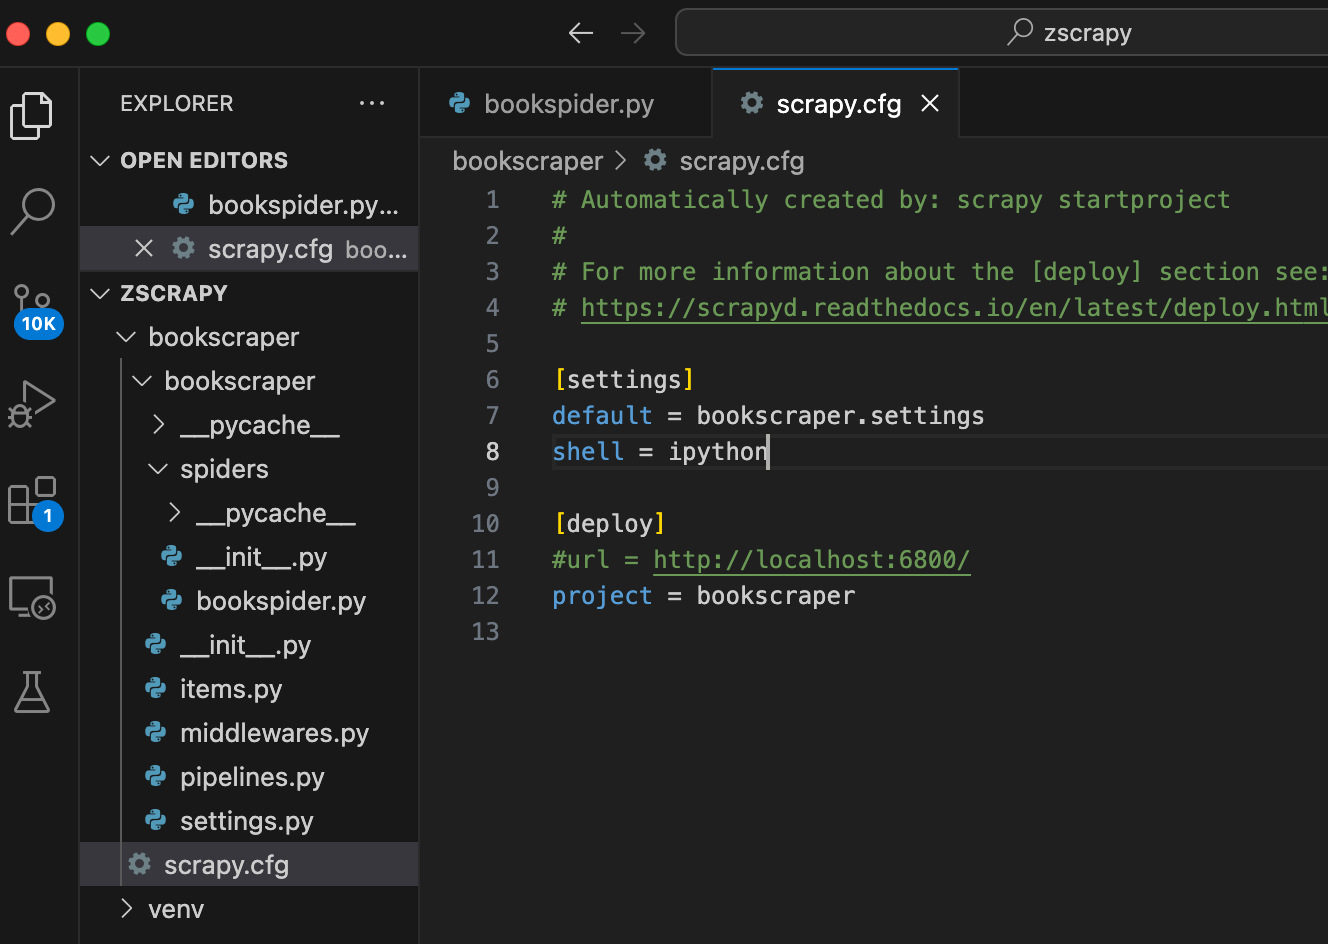 zscrapy
EXPLORER ...
bookspider.py
scrapy.cfg
OPEN EDITORS
bookspider.py...
scrapy.cfg boo...
ZSCRAPY
bookscraper
bookscraper
__pycache__
spiders
__pycache__
__init__.py
bookspider.py
__init__.py
items.py
middlewares.py
pipelines.py
settings.py
scrapy.cfg
venv
10K
1
bookscraper > scrapy.cfg
1 # Automatically created by: scrapy startproject
2 #
3 # For more information about the [deploy] section see:
4 # https://scrapyd.readthedocs.io/en/latest/deploy.html
5
6 [settings]
7 default = bookscraper.settings
8 shell = ipython
9
10 [deploy]
11 #url = http://localhost:6800/
12 project = bookscraper
13